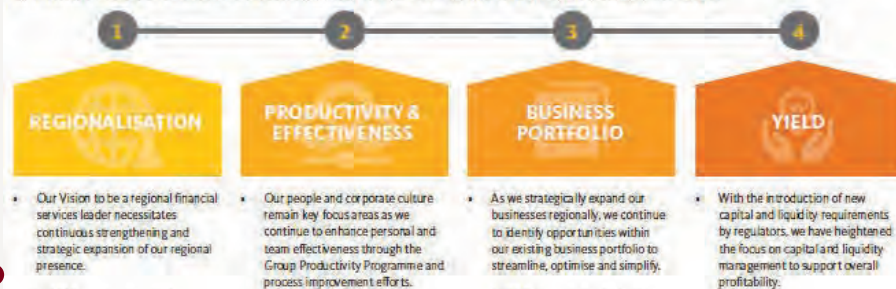 1
2
3
4
REGIONALISATION
PRODUCTIVITY &
EFFECTIVENESS
BUSINESS
PORTFOLIO
YIELD
• Our Vision to be a regional financial
services leader necessitates
continuous strengthening and
strategic expansion of our regional
presence.
• Our people and corporate culture
remain key focus areas as we
continue to enhance personal and
team effectiveness through the
Group Productivity Programme and
process improvement efforts.
• As we strategically expand our
businesses regionally, we continue
to identify opportunities within
our existing business portfolio to
streamline, optimise and simplify.
• With the introduction of new
capital and liquidity requirements
by regulators, we have heightened
the focus on capital and liquidity
management to support overall
profitability.